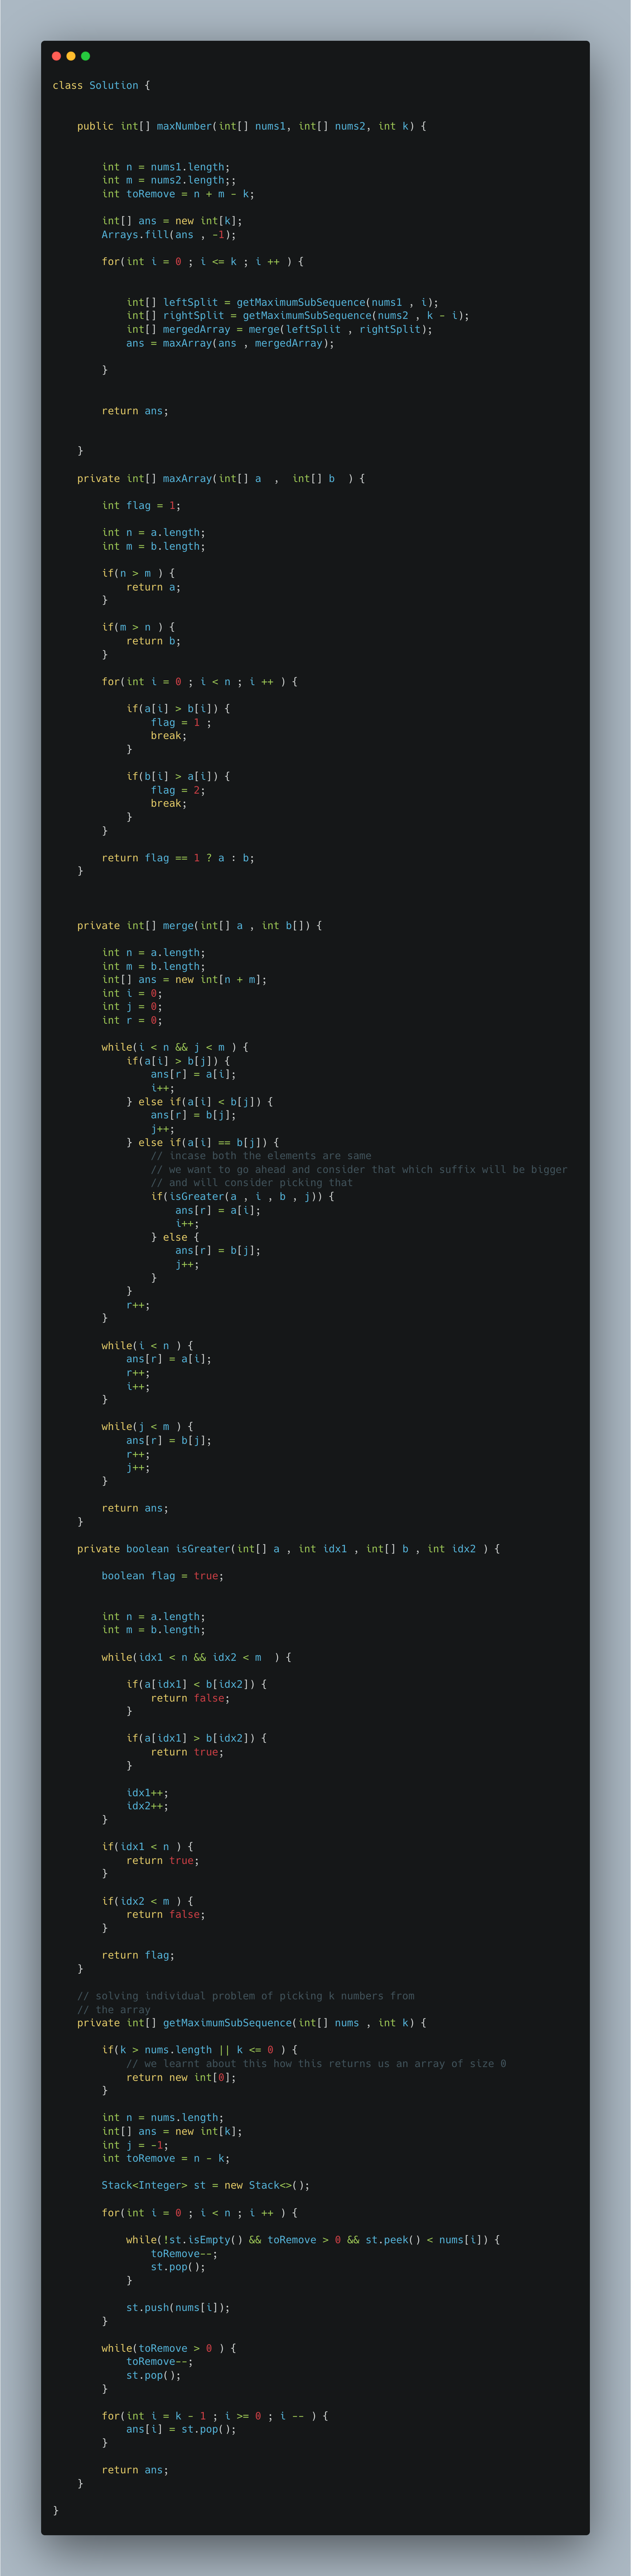 class Solution {
public int[] maxNumber(int[] nums1, int[] nums2, int k) {
int n = nums1.length;
int m = nums2.length;;
int toRemove = n + m - k;
int[] ans = new int[k];
Arrays.fill(ans , -1);
for(int i = 0 ; i <= k ; i ++ ) {
int[] leftSplit = getMaximumSubSequence(nums1 , i);
int[] rightSplit = getMaximumSubSequence(nums2 , k - i);
int[] mergedArray = merge(leftSplit , rightSplit);
ans = maxArray(ans , mergedArray);
}
return ans;
}
private int[] maxArray(int[] a  ,  int[] b  ) {
int flag = 1;
int n = a.length;
int m = b.length;
if(n > m ) {
return a;
}
if(m > n ) {
return b;
}
for(int i = 0 ; i < n ; i ++ ) {
if(a[i] > b[i]) {
flag = 1 ;
break;
}
if(b[i] > a[i]) {
flag = 2;
break;
}
}
return flag == 1 ? a : b;
}
private int[] merge(int[] a , int b[]) {
int n = a.length;
int m = b.length;
int[] ans = new int[n + m];
int i = 0;
int j = 0;
int r = 0;
while(i < n && j < m ) {
if(a[i] > b[j]) {
ans[r] = a[i];
i++;
} else if(a[i] < b[j]) {
ans[r] = b[j];
j++;
} else if(a[i] == b[j]) {
// incase both the elements are same
// we want to go ahead and consider that which suffix will be bigger
// and will consider picking that
if(isGreater(a , i , b , j)) {
ans[r] = a[i];
i++;
} else {
ans[r] = b[j];
j++;
}
}
r++;
}
while(i < n ) {
ans[r] = a[i];
r++;
i++;
}
while(j < m ) {
ans[r] = b[j];
r++;
j++;
}
return ans;
}
private boolean isGreater(int[] a , int idx1 , int[] b , int idx2 ) {
boolean flag = true;
int n = a.length;
int m = b.length;
while(idx1 < n && idx2 < m  ) {
if(a[idx1] < b[idx2]) {
return false;
}
if(a[idx1] > b[idx2]) {
return true;
}
idx1++;
idx2++;
}
if(idx1 < n ) {
return true;
}
if(idx2 < m ) {
return false;
}
return flag;
}
// solving individual problem of picking k numbers from
// the array
private int[] getMaximumSubSequence(int[] nums , int k) {
if(k > nums.length || k <= 0 ) {
// we learnt about this how this returns us an array of size 0
return new int[0];
}
int n = nums.length;
int[] ans = new int[k];
int j = -1;
int toRemove = n - k;
Stack<Integer> st = new Stack<>();
for(int i = 0 ; i < n ; i ++ ) {
while(!st.isEmpty() && toRemove > 0 && st.peek() < nums[i]) {
toRemove--;
st.pop();
}
st.push(nums[i]);
}
while(toRemove > 0 ) {
toRemove--;
st.pop();
}
for(int i = k - 1 ; i >= 0 ; i -- ) {
ans[i] = st.pop();
}
return ans;
}
}